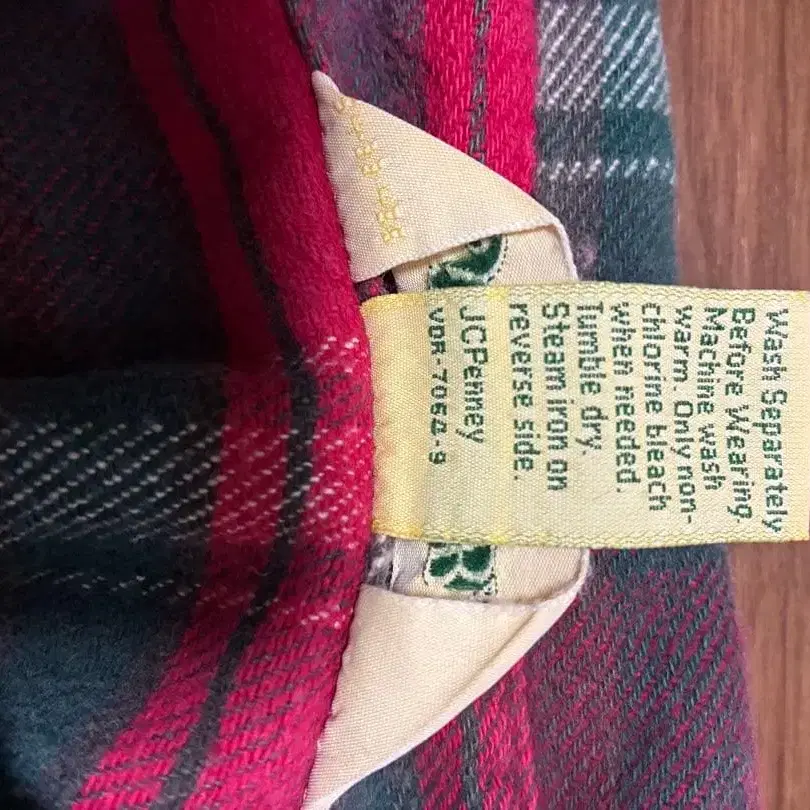 Wash Separately
Before Wearing.
Machine wash
warm. Only non-
chlorine bleach
when needed.
Tumble dry.
Steam iron on
reverse side.
JCPenney
VDR-7064-9